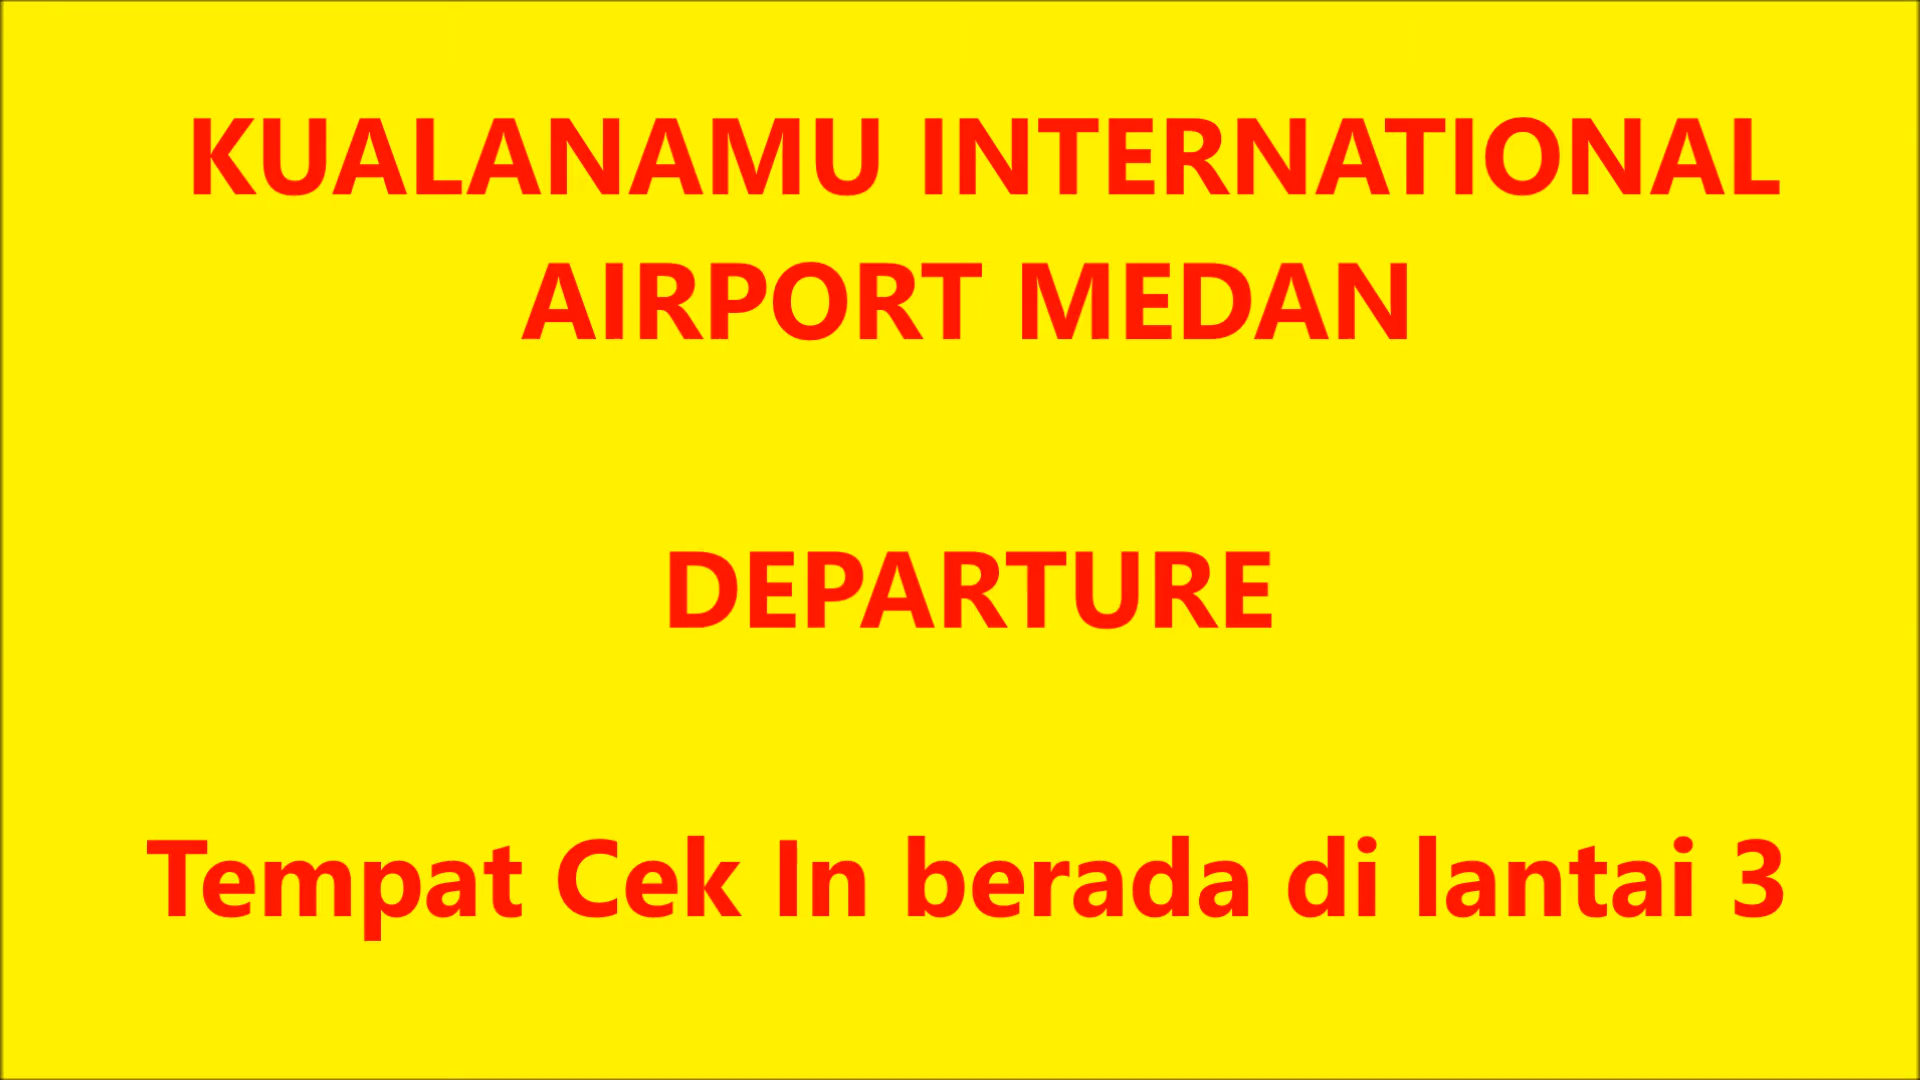 KUALANAMU INTERNATIONAL
AIRPORT MEDAN
DEPARTURE
Tempat Cek In berada di lantai 3